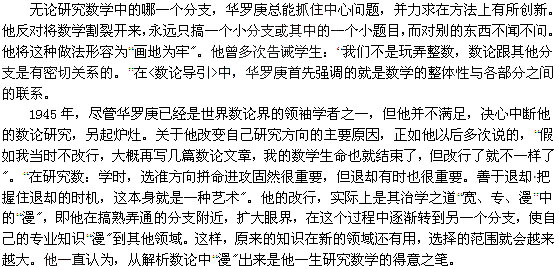 无论研究数学中的哪一个分支，华罗庚总能抓住中心问题，并力求在方法上有所创新。
他反对将数学割裂开来，永远只搞一个小分支或其中的一个小题目，而对别的东西不闻不问。
他将这种做法形容为“画地为牢”。他曾多次告诫学生：“我们不是玩弄整数，数论跟其他分
支是有密切关系的。“在<数论导引>中，华罗庚首先强调的就是数学的整体性与各部分之间
的联系。
1945 年，尽管华罗庚已经是世界数论界的领袖学者之一，但他并不满足，决心中断他
的数论研究，另起炉灶。关于他改变自己研究方向的主要原因，正如他以后多次说的，“假
如我当时不改行，大概再写几篇数论文章，我的数学生命也就结束了，但改行了就不一样了
”。“在研究数：学时，选准方向拼命进攻固然很重要，但退却有时也很重要。善于退却·把
握住退却的时机，这本身就是一种艺术”。他的改行，实际上是其治学之道“宽、专、漫”中
的“漫”，即他在搞熟弄通的分支附近，扩大眼界，在这个过程中逐渐转到另一个分支，使自
己的专业知识“漫”到其他领域。这样，原来的知识在新的领域还有用，选择的范围就会越来
越大。他一直认为，从解析数论中“漫”出来是他一生研究数学的得意之笔。